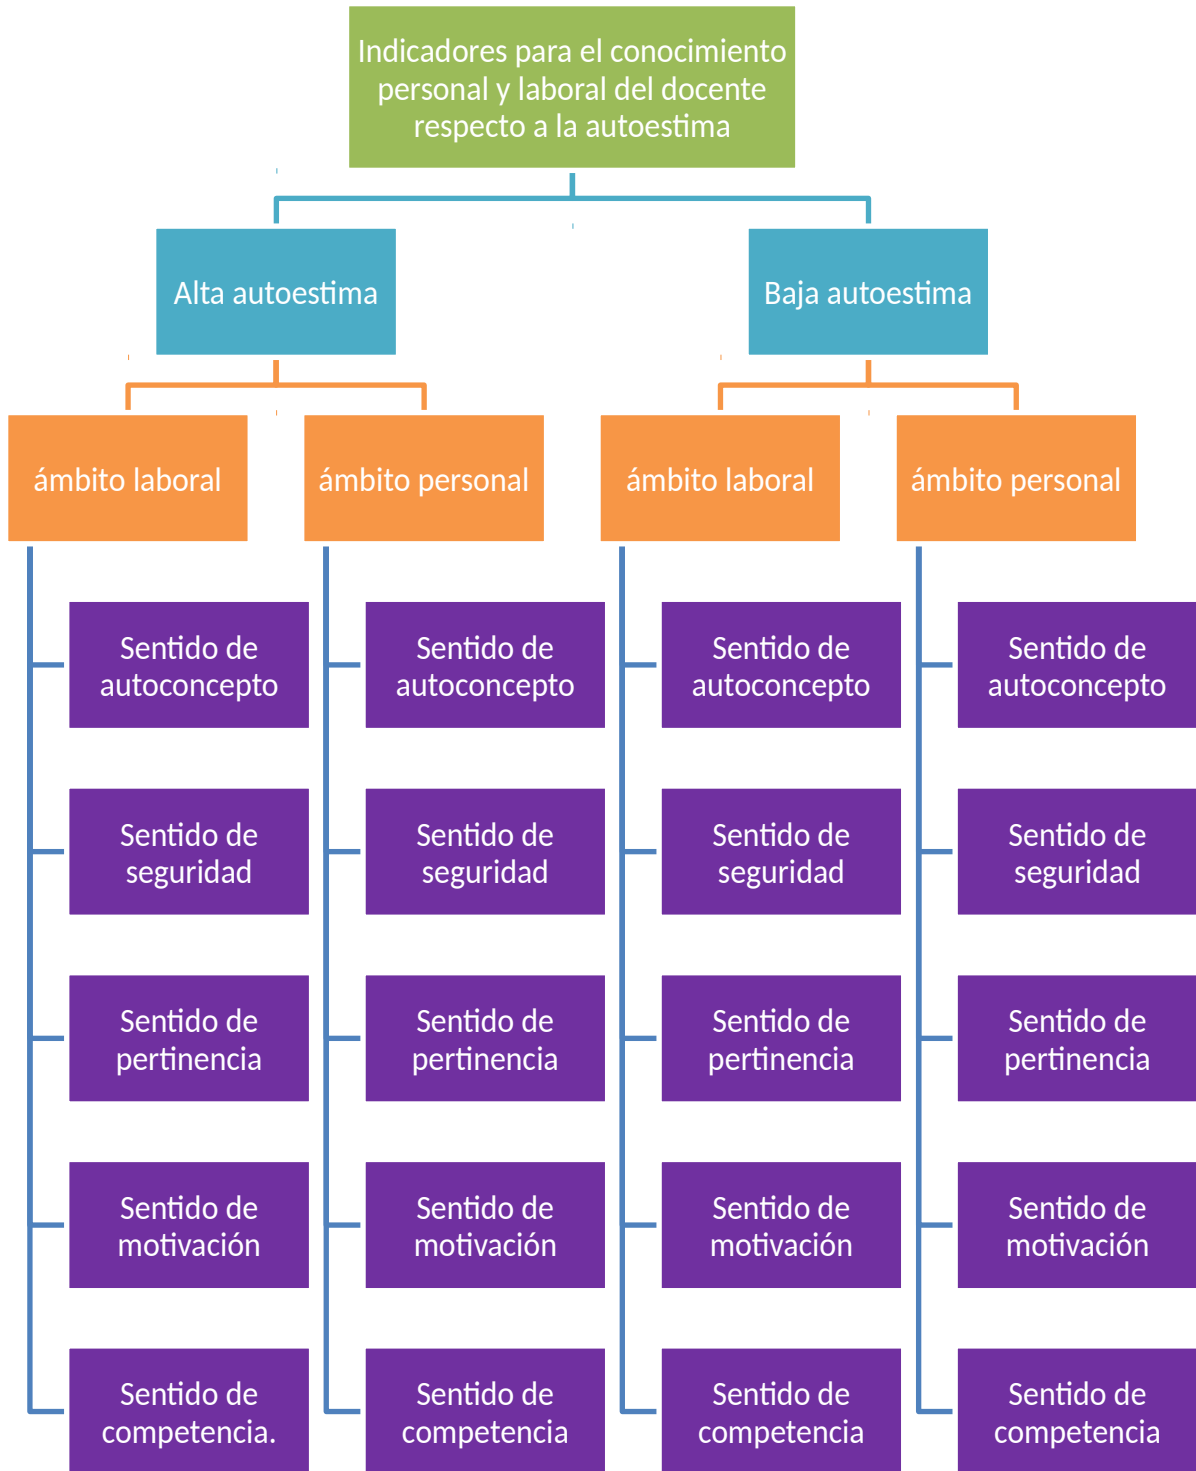 Indicadores para el conocimiento
personal y laboral del docente
respecto a la autoestima
Alta autoestima
Baja autoestima
ámbito laboral
ámbito personal
ámbito laboral
ámbito personal
Sentido de
autoconcepto
Sentido de
autoconcepto
Sentido de
autoconcepto
Sentido de
autoconcepto
Sentido de
seguridad
Sentido de
seguridad
Sentido de
seguridad
Sentido de
seguridad
Sentido de
pertinencia
Sentido de
pertinencia
Sentido de
pertinencia
Sentido de
pertinencia
Sentido de
motivación
Sentido de
motivación
Sentido de
motivación
Sentido de
motivación
Sentido de
competencia.
Sentido de
competencia
Sentido de
competencia
Sentido de
competencia